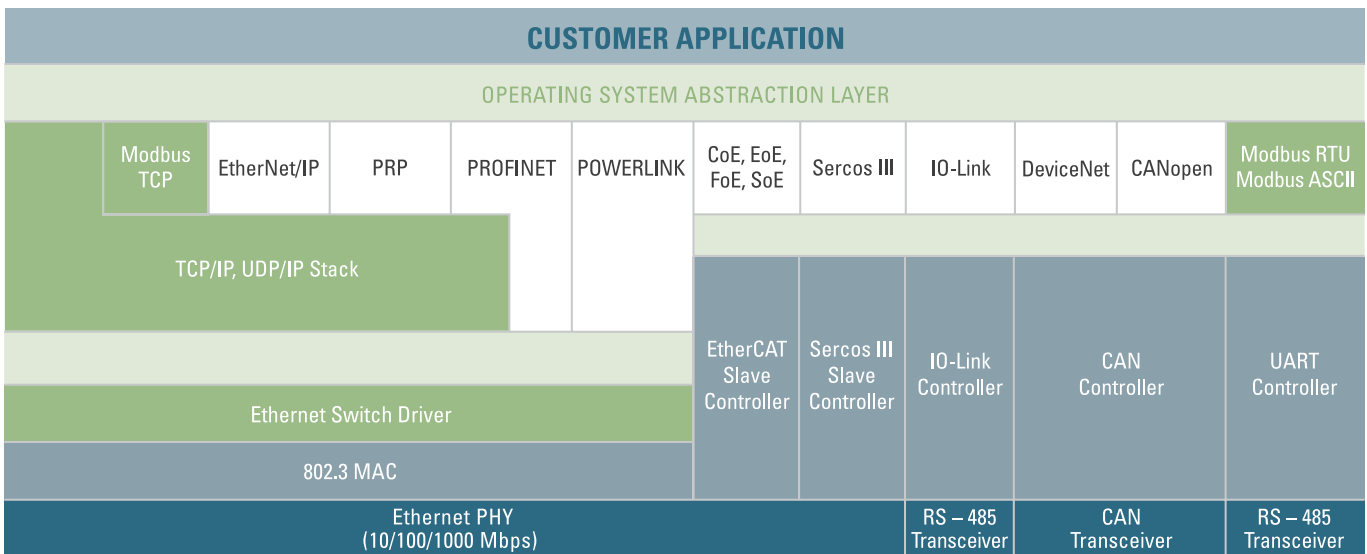 CUSTOMER APPLICATION
OPERATING SYSTEM ABSTRACTION LAYER
Modbus
TCP
EtherNet/IP
PRP
PROFINET
POWERLINK
CoE, EoE,
FoE, SoE
Sercos III
IO-Link
DeviceNet
CANopen
Modbus RTU
Modbus ASCII
TCP/IP, UDP/IP Stack
EtherCAT
Slave
Controller
Sercos III
Slave
Controller
IO-Link
Controller
CAN
Controller
UART
Controller
Ethernet Switch Driver
802.3 MAC
Ethernet PHY
(10/100/1000 Mbps)
RS – 485
Transceiver
CAN
Transceiver
RS – 485
Transceiver